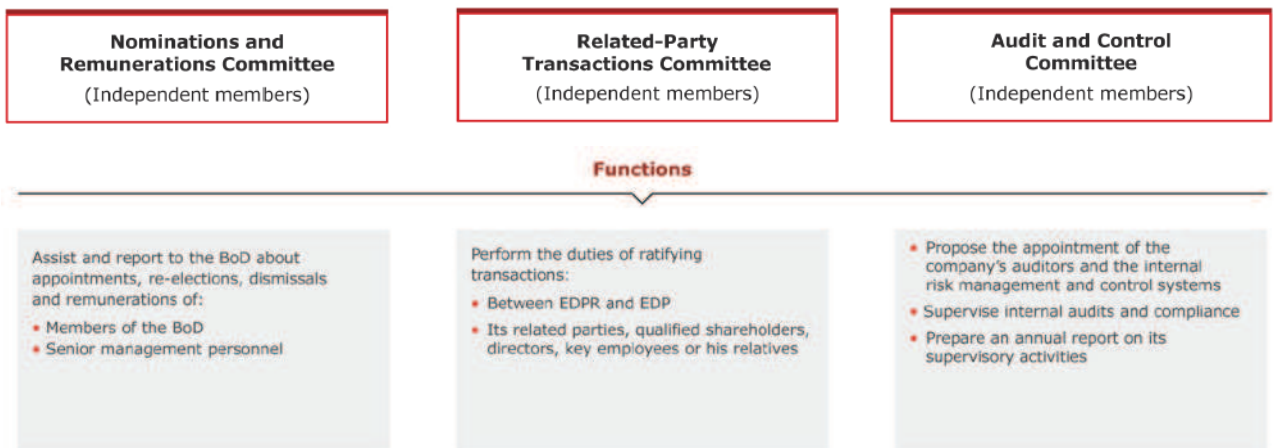 Nominations and
Remunerations Committee
(Independent members)
Related-Party
Transactions Committee
(Independent members)
Audit and Control
Committee
(Independent members)
Functions
Assist and report to the BoD about
appointments, re-elections, dismissals
and remunerations of:
• Members of the BoD
• Senior management personnel
Perform the duties of ratifying
transactions:
• Between EDPR and EDP
• Its related parties, qualified shareholders,
directors, key employees or his relatives
• Propose the appointment of the
company's auditors and the internal
risk management and control systems
• Supervise internal audits and compliance
• Prepare an annual report on its
supervisory activities